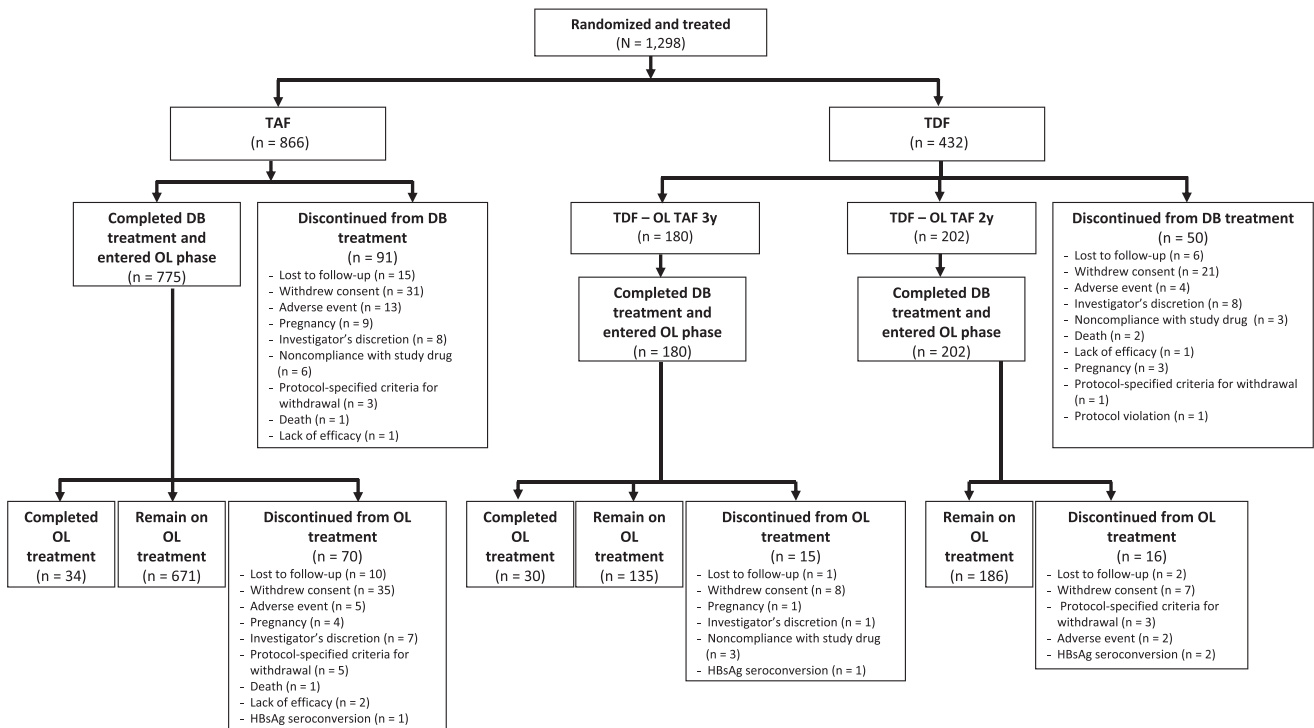 Randomized and treated
(N = 1,298)
TAF
(n = 866)
TDF
(n = 432)
Completed DB
treatment and
entered OL phase
(n = 775)
Discontinued from DB
treatment
(n = 91)
- Lost to follow-up (n = 15)
- Withdrew consent (n = 31)
- Adverse event (n = 13)
- Pregnancy (n = 9)
- Investigator's discretion (n = 8)
- Noncompliance with study drug
(n = 6)
- Protocol-specified criteria for
withdrawal (n = 3)
- Death (n = 1)
- Lack of efficacy (n = 1)
TDF – OL TAF 3y
(n = 180)
Completed DB
treatment and
entered OL phase
(n = 180)
TDF – OL TAF 2y
(n = 202)
Completed DB
treatment and
entered OL phase
(n = 202)
Discontinued from DB treatment
(n = 50)
- Lost to follow-up (n = 6)
- Withdrew consent (n = 21)
- Adverse event (n = 4)
- Investigator's discretion (n = 8)
- Noncompliance with study drug (n = 3)
- Death (n = 2)
- Lack of efficacy (n = 1)
- Pregnancy (n = 3)
- Protocol-specified criteria for withdrawal
(n = 1)
- Protocol violation (n = 1)
Completed
OL
treatment
(n = 34)
Remain on
OL
treatment
(n = 671)
Discontinued from OL
treatment
(n = 70)
- Lost to follow-up (n = 10)
- Withdrew consent (n = 35)
- Adverse event (n = 5)
- Pregnancy (n = 4)
- Investigator's discretion (n = 7)
- Protocol-specified criteria for
withdrawal (n = 5)
- Death (n = 1)
- Lack of efficacy (n = 2)
- HBsAg seroconversion (n = 1)
Completed
OL
treatment
(n = 30)
Remain on
OL
treatment
(n = 135)
Discontinued from OL
treatment
(n = 15)
- Lost to follow-up (n = 1)
- Withdrew consent (n = 8)
- Pregnancy (n = 1)
- Investigator's discretion (n = 1)
- Noncompliance with study drug
(n = 3)
- HBsAg seroconversion (n = 1)
Remain on
OL
treatment
(n = 186)
Discontinued from OL
treatment
(n = 16)
- Lost to follow-up (n = 2)
- Withdrew consent (n = 7)
- Protocol-specified criteria for
withdrawal (n = 3)
- Adverse event (n = 2)
- HBsAg seroconversion (n = 2)